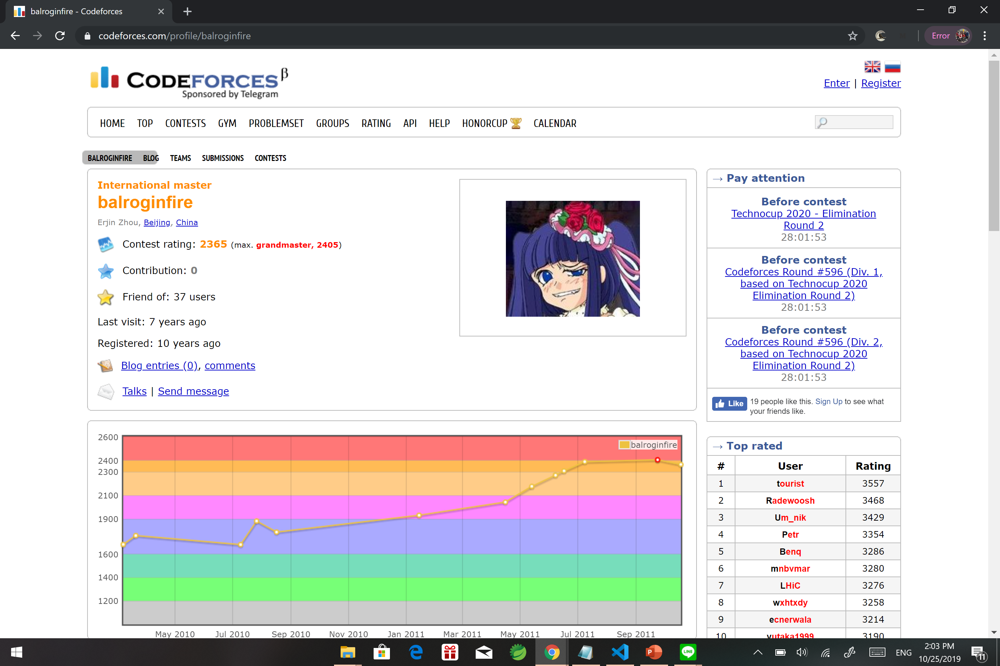 balroginfire - Codeforces
codeforces.com/profile/balroginfire
Error
CODEFORCES β
Sponsored by Telegram
Enter | Register
HOME TOP CONTESTS GYM PROBLEMSET GROUPS RATING API HELP HONORCUP CALENDAR
BALROGINFIRE BLOG TEAMS SUBMISSIONS CONTESTS
International master
balroginfire
Erjin Zhou, Beijing, China
Contest rating: 2365 (max. grandmaster, 2405)
Contribution: 0
Friend of: 37 users
Last visit: 7 years ago
Registered: 10 years ago
Blog entries (0), comments
Talks | Send message
2600
2400
2300
2100
1900
1600
1400
1200
balroginfire
May 2010 Jul 2010 Sep 2010 Nov 2010 Jan 2011 Mar 2011 May 2011 Jul 2011 Sep 2011
→ Pay attention
Before contest
Technocup 2020 - Elimination
Round 2
28:01:53
Before contest
Codeforces Round #596 (Div. 1,
based on Technocup 2020
Elimination Round 2)
28:01:53
Before contest
Codeforces Round #596 (Div. 2,
based on Technocup 2020
Elimination Round 2)
28:01:53
Like 19 people like this. Sign Up to see what
your friends like.
→ Top rated
# User Rating
1 tourist 3557
2 Radewoosh 3468
3 Um_nik 3429
4 Petr 3354
5 Benq 3286
6 mnbvmar 3280
7 LHiC 3276
8 wxhtxdy 3258
9 ecnerwala 3214
10 yutaka1999 3190
P
LINE
ENG
2:03 PM
10/25/2019
11